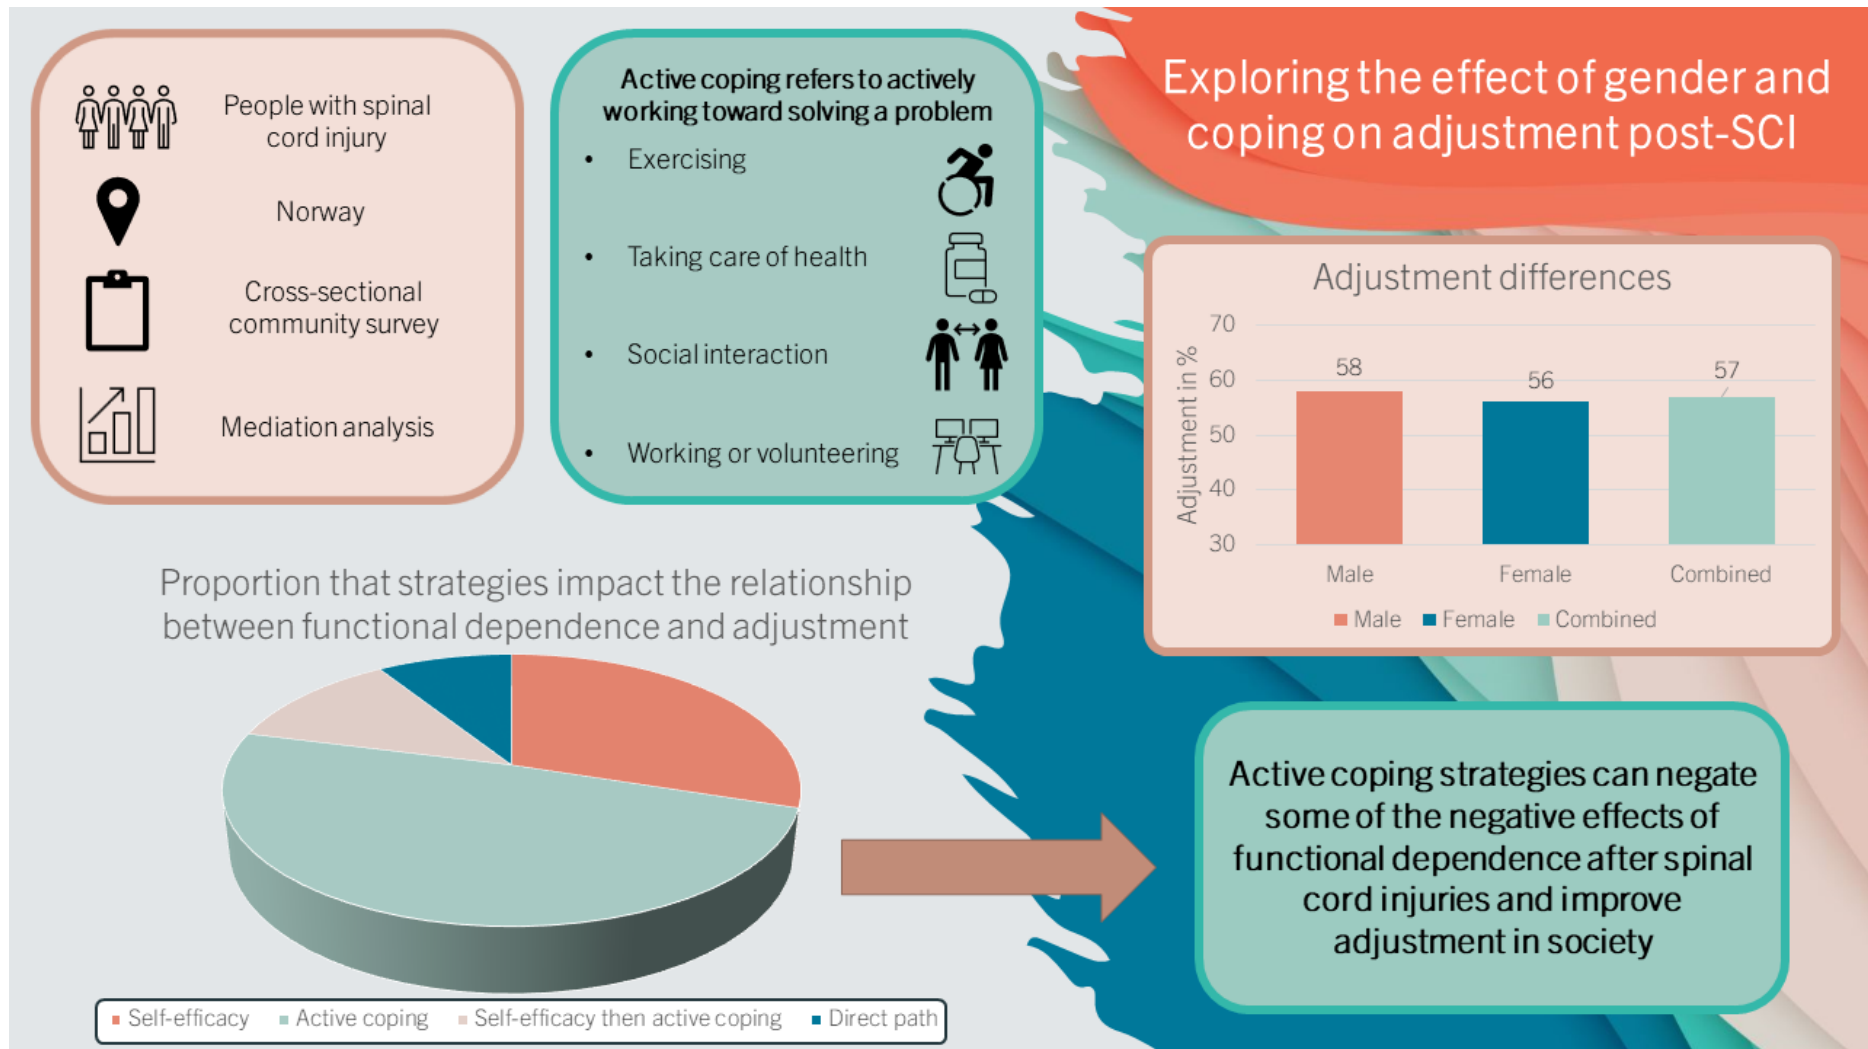 People with spinal
cord injury
Norway
Cross-sectional
community survey
Mediation analysis
Active coping refers to actively
working toward solving a problem
• Exercising
• Taking care of health
• Social interaction
• Working or volunteering
Exploring the effect of gender and
coping on adjustment post-SCI
Adjustment differences
Adjustment in %
70
60
50
40
30
58
56
57
Male
Female
Combined
Male Female Combined
Proportion that strategies impact the relationship
between functional dependence and adjustment
Self-efficacy Active coping Self-efficacy then active coping Direct path
Active coping strategies can negate
some of the negative effects of
functional dependence after spinal
cord injuries and improve
adjustment in society